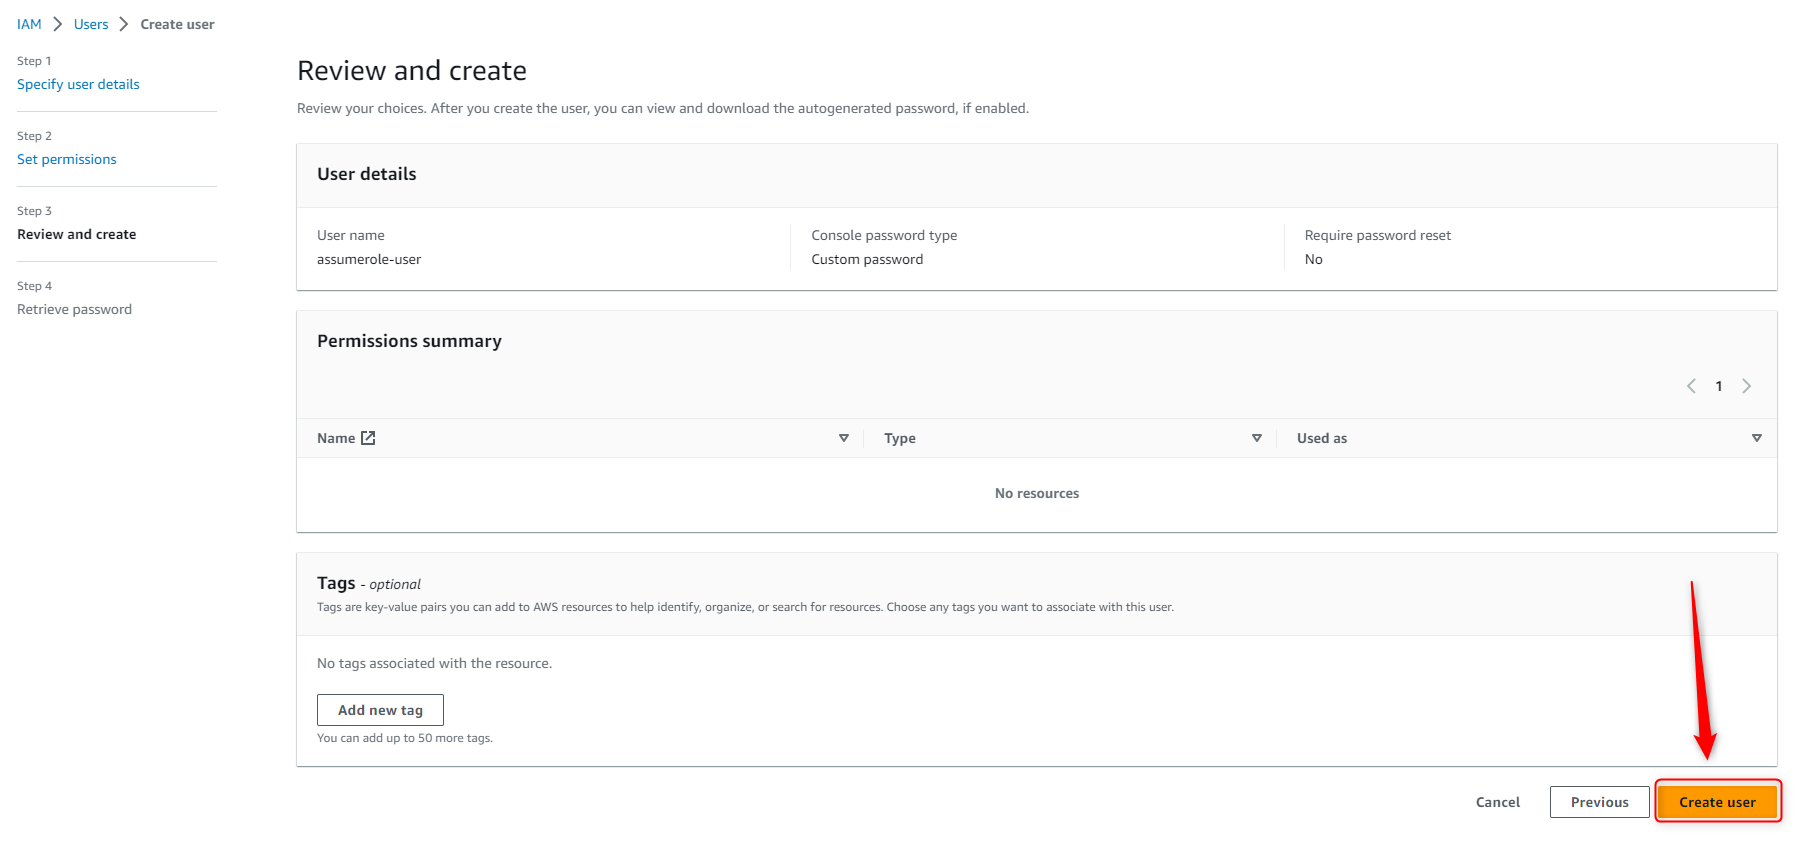 IAM > Users > Create user
Step 1
Specify user details
Step 2
Set permissions
Step 3
Review and create
Step 4
Retrieve password
Review and create
Review your choices. After you create the user, you can view and download the autogenerated password, if enabled.
User details
User name
assumerole-user
Console password type
Custom password
Require password reset
No
Permissions summary
1
Name Type Used as
No resources
Tags - optional
Tags are key-value pairs you can add to AWS resources to help identify, organize, or search for resources. Choose any tags you want to associate with this user.
No tags associated with the resource.
Add new tag
You can add up to 50 more tags.
Cancel Previous Create user